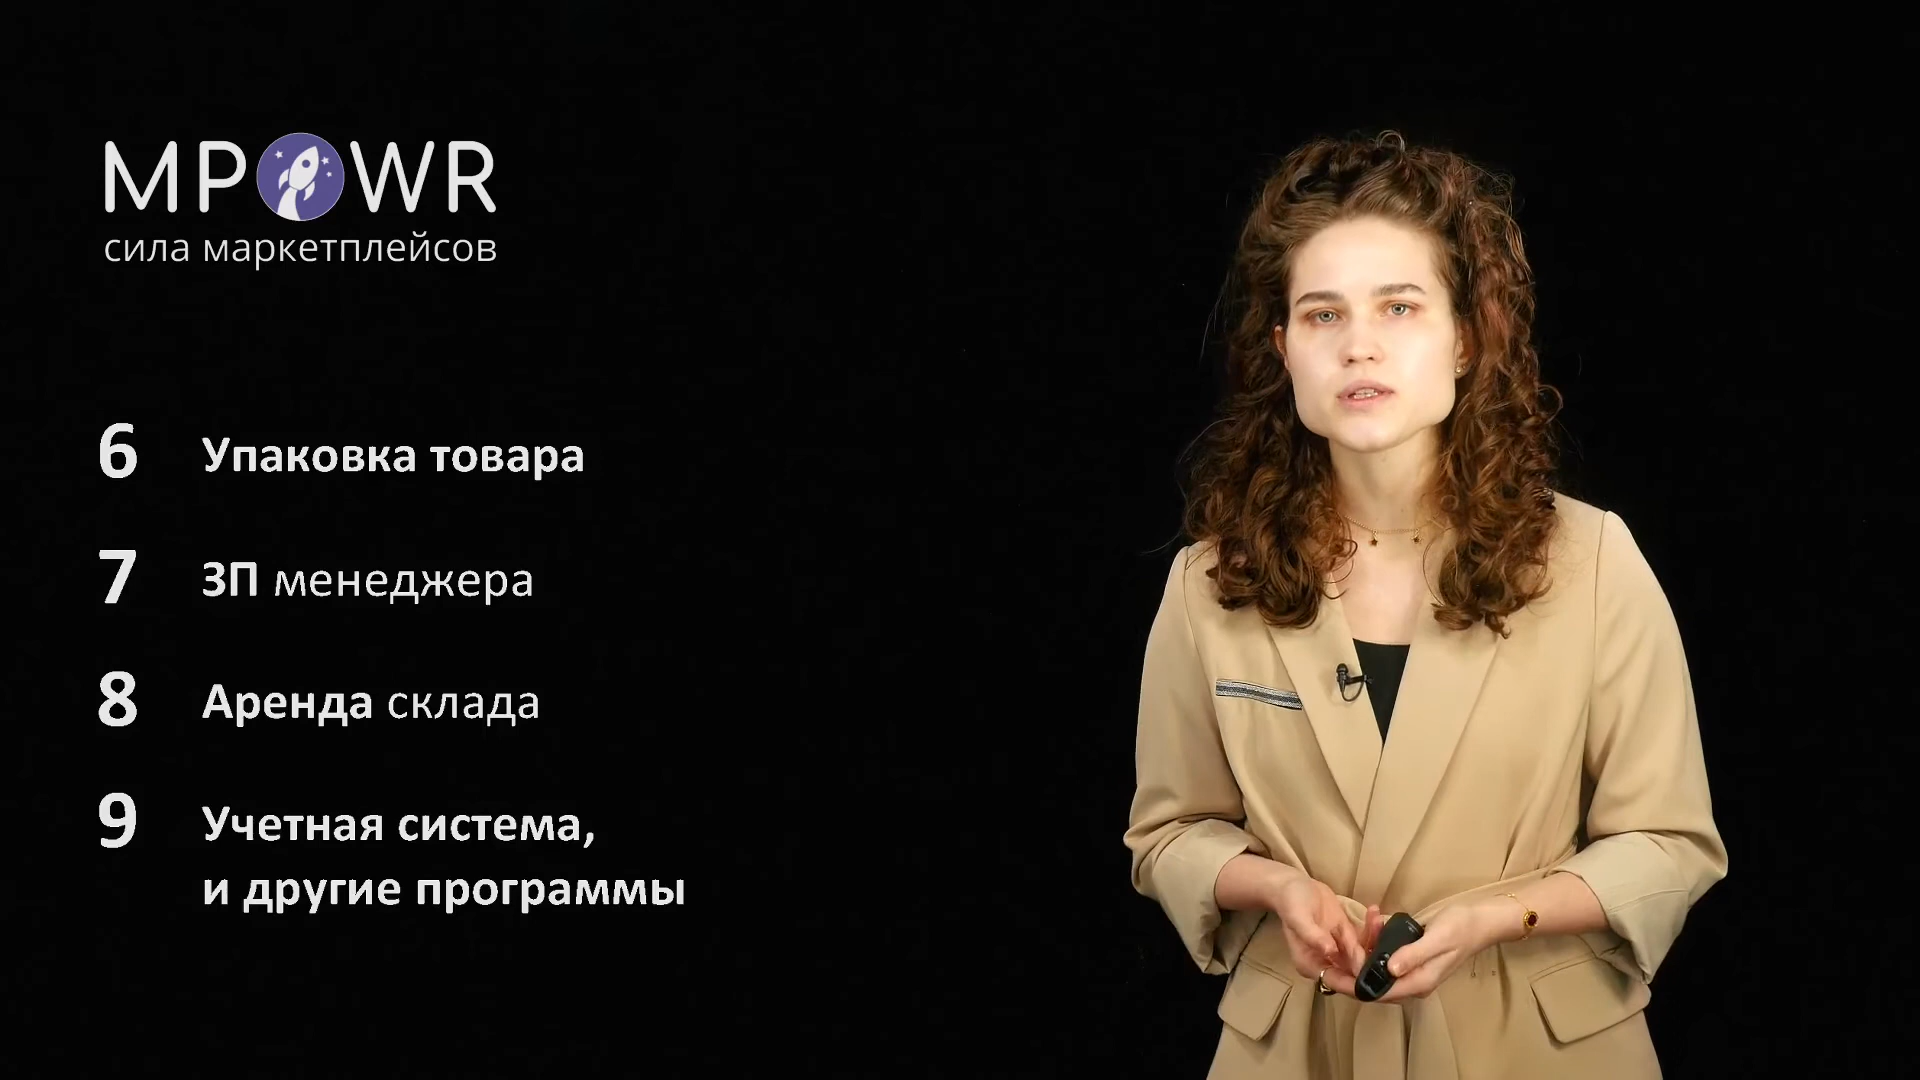 MPOWR
сила маркетплейсов
6 Упаковка товара
7 ЗП менеджера
8 Аренда склада
9 Учетная система,
и другие программы